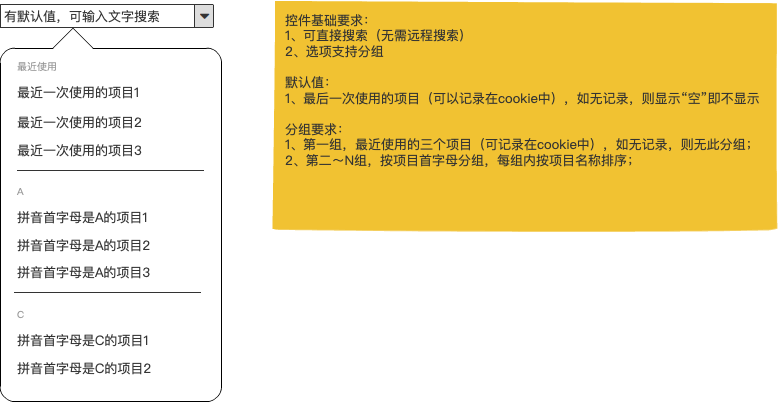 有默认值，可输入文字搜索
最近使用
最近一次使用的项目1
最近一次使用的项目2
最近一次使用的项目3
A
拼音首字母是A的项目1
拼音首字母是A的项目2
拼音首字母是A的项目3
C
拼音首字母是C的项目1
拼音首字母是C的项目2
控件基础要求：
1、可直接搜索（无需远程搜索）
2、选项支持分组
默认值：
1、最后一次使用的项目（可以记录在cookie中），如无记录，则显示“空”即不显示
分组要求：
1、第一组，最近使用的三个项目（可记录在cookie中），如无记录，则无此分组；
2、第二～N组，按项目首字母分组，每组内按项目名称排序；